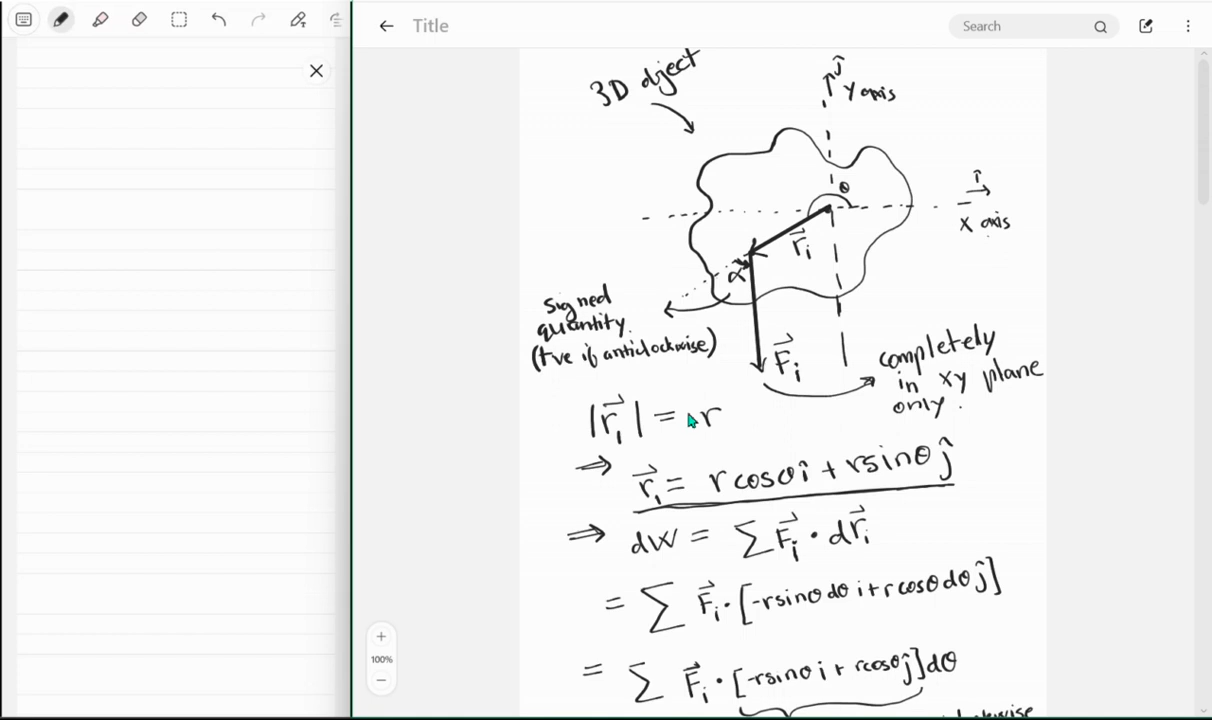 Title
Search
3D object
ĵ
Y axis
θ
î
X axis
r⃗i
α
signed
quantity.
(+ve if anticlockwise)
F⃗i
completely
in xy plane
only.
|r⃗i| = r
⇒ r⃗i = r cosθ î + r sinθ ĵ
⇒ dW = ∑ F⃗i · dr⃗i
= ∑ F⃗i · [-r sinθ dθ i + r cosθ dθ ĵ]
= ∑ F⃗i · [-r sinθ i + r cosθ ĵ] dθ
100%